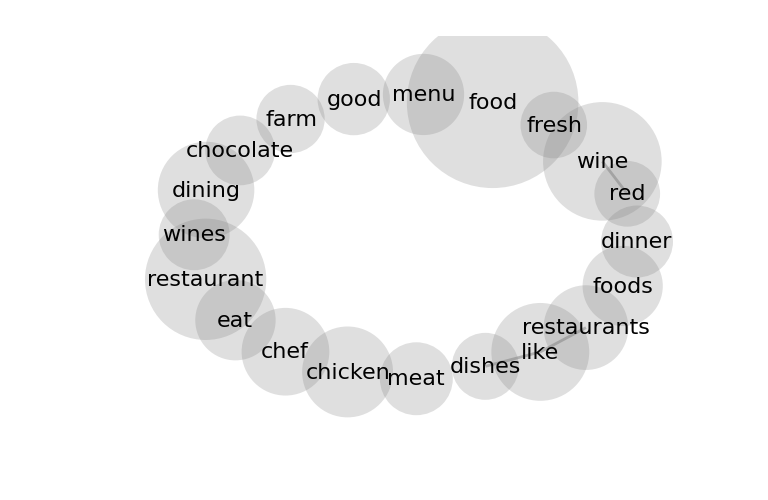 menu
food
good
farm
fresh
chocolate
wine
dining
red
wines
dinner
restaurant
foods
eat
restaurants
chef
like
dishes
chicken
meat